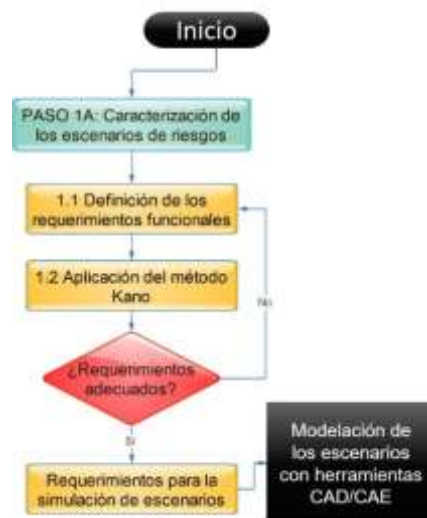 Inicio
PASO 1A: Caracterización de
los escenarios de riesgos
1.1 Definición de los
requerimientos funcionales
1.2 Aplicación del método
Kano
No
¿Requerimientos
adecuados?
Si
Requerimientos para la
simulación de escenarios
Modelación de
los escenarios
con herramientas
CAD/CAE